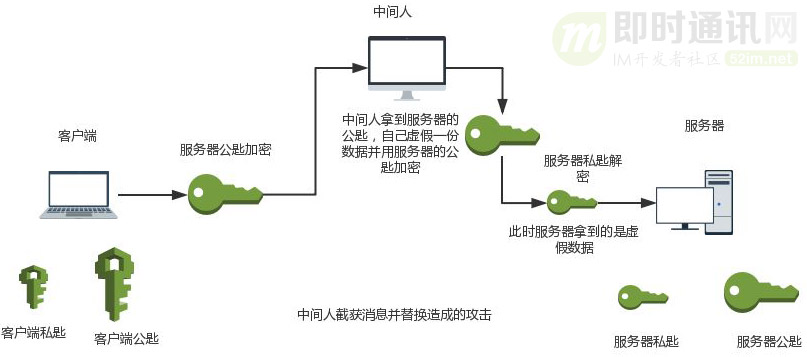 中间人
即时通讯网
IM开发者社区 52im.net
客户端
服务器公匙加密
中间人拿到服务器的
公匙，自己虚假一份
数据并用服务器的公
匙加密
服务器
服务器私匙解
密
此时服务器拿到的是虚
假数据
客户端私匙
客户端公匙
中间人截获消息并替换造成的攻击
服务器私匙
服务器公匙